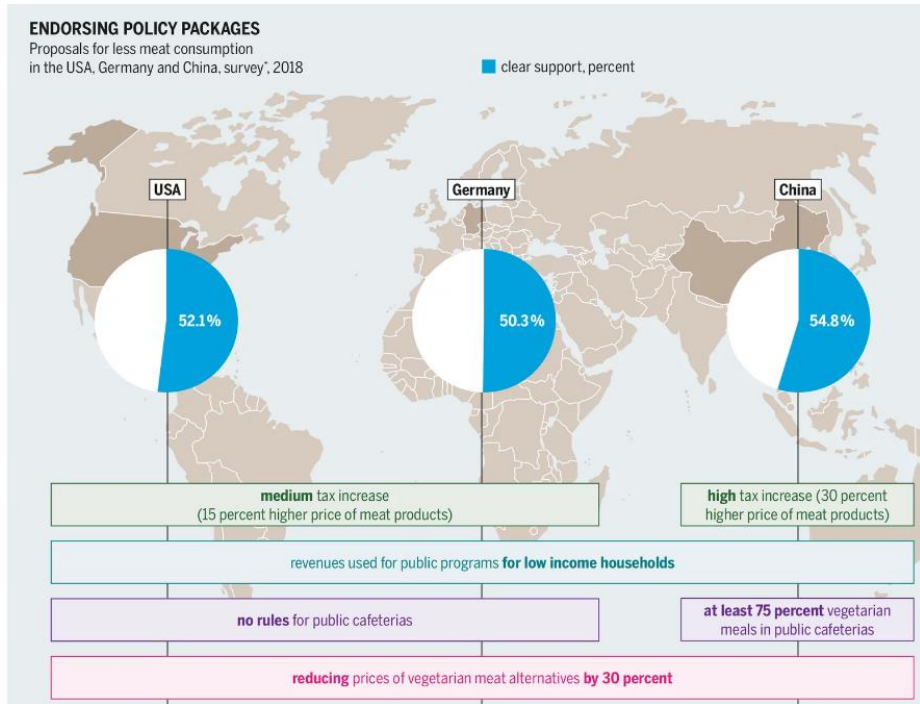 ENDORSING POLICY PACKAGES
Proposals for less meat consumption
in the USA, Germany and China, survey*, 2018
clear support, percent
USA
Germany
China
52.1%
50.3%
54.8%
medium tax increase
(15 percent higher price of meat products)
high tax increase (30 percent
higher price of meat products)
revenues used for public programs for low income households
no rules for public cafeterias
at least 75 percent vegetarian
meals in public cafeterias
reducing prices of vegetarian meat alternatives by 30 percent